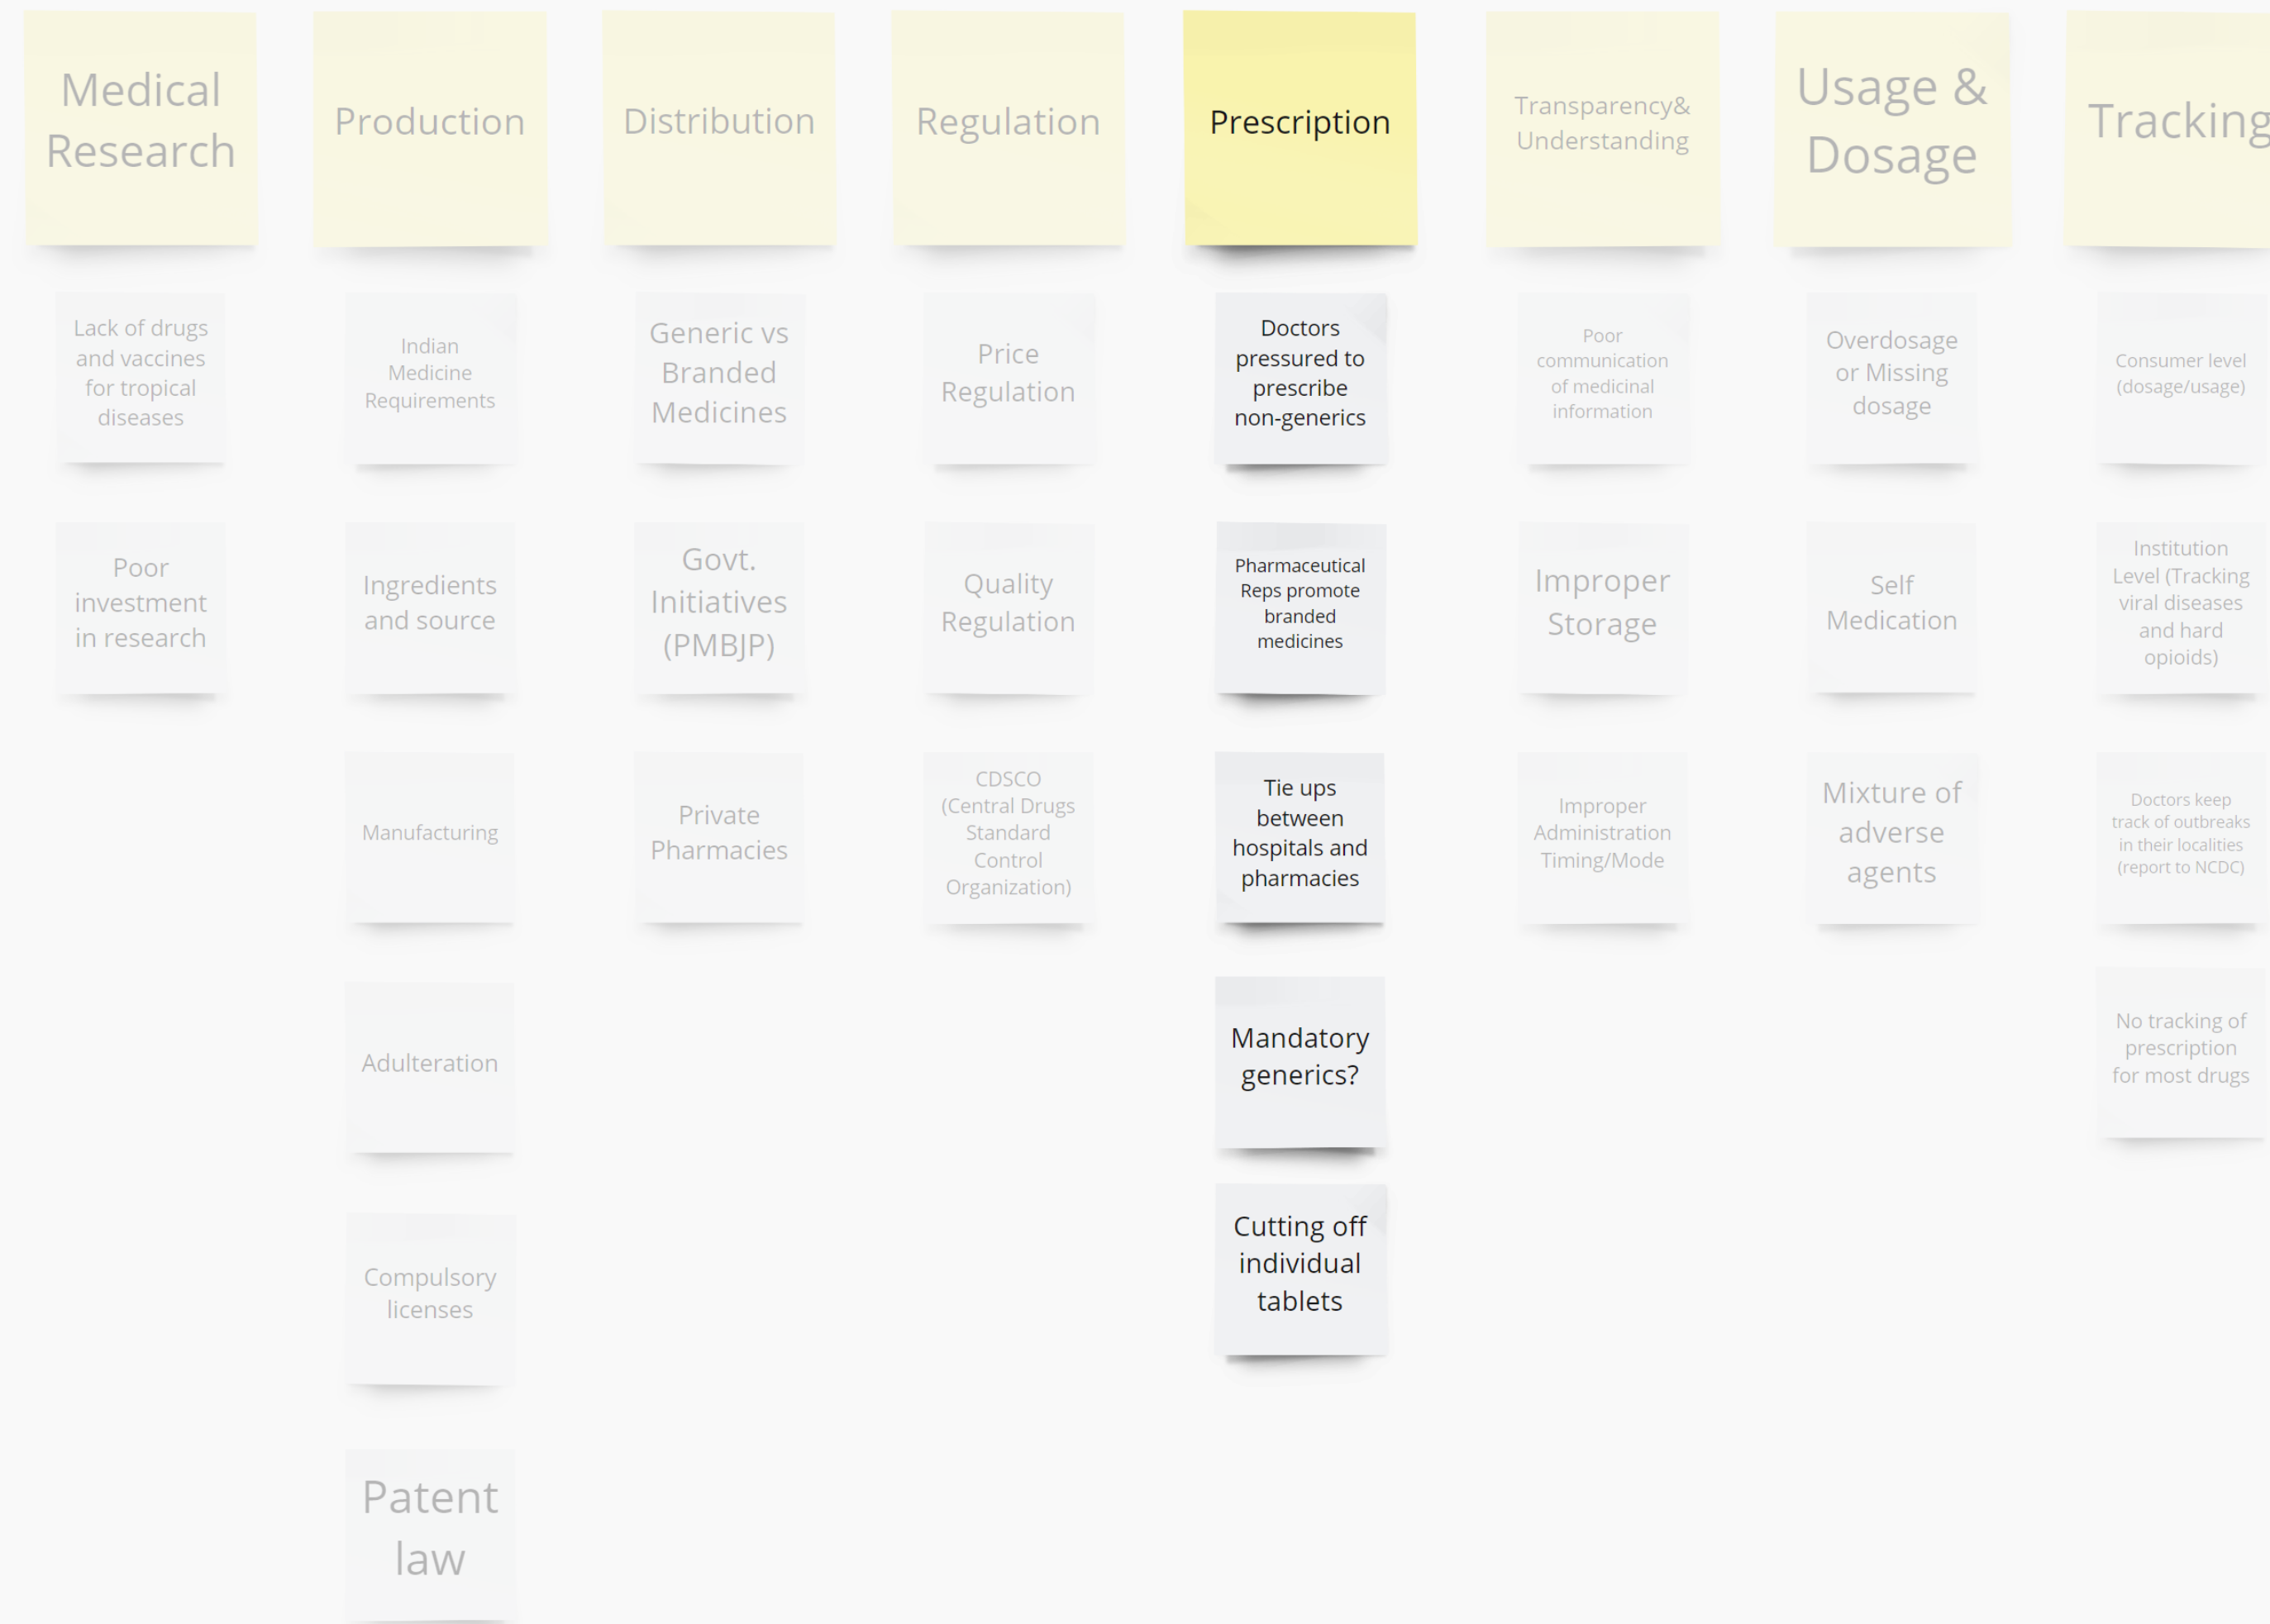 Medical
Research
Lack of drugs
and vaccines
for tropical
diseases
Poor
investment
in research
Production
Indian
Medicine
Requirements
Ingredients
and source
Manufacturing
Adulteration
Compulsory
licenses
Patent
law
Distribution
Generic vs
Branded
Medicines
Govt.
Initiatives
(PMBJP)
Private
Pharmacies
Regulation
Price
Regulation
Quality
Regulation
CDSCO
(Central Drugs
Standard
Control
Organization)
Prescription
Doctors
pressured to
prescribe
non-generics
Pharmaceutical
Reps promote
branded
medicines
Tie ups
between
hospitals and
pharmacies
Mandatory
generics?
Cutting off
individual
tablets
Transparency&
Understanding
Poor
communication
of medicinal
information
Improper
Storage
Improper
Administration
Timing/Mode
Usage &
Dosage
Overdosage
or Missing
dosage
Self
Medication
Mixture of
adverse
agents
Tracking
Consumer level
(dosage/usage)
Institution
Level (Tracking
viral diseases
and hard
opioids)
Doctors keep
track of outbreaks
in their localities
(report to NCDC)
No tracking of
prescription
for most drugs